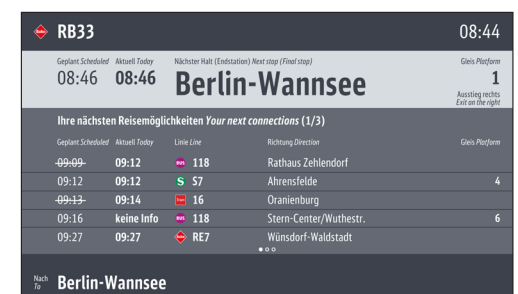 RB33 08:44
Geplant Scheduled Aktuell Today Nächster Halt (Endstation) Next stop (Final stop) Gleis Platform
08:46 08:46 Berlin-Wannsee 1
Ausstieg rechts
Exit on the right
Ihre nächsten Reisemöglichkeiten Your next connections (1/3)
Geplant Scheduled Aktuell Today Linie Line Richtung Direction Gleis Platform
09:09 09:12 BUS 118 Rathaus Zehlendorf
09:12 09:12 S S7 Ahrensfelde 4
09:13 09:14 Tram 16 Oranienburg
09:16 keine Info BUS 118 Stern-Center/Wuthestr. 6
09:27 09:27 RE7 Wünsdorf-Waldstadt
Nach
To Berlin-Wannsee